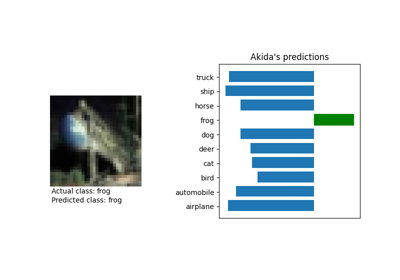 Akida's predictions
truck
ship
horse
frog
dog
deer
cat
bird
automobile
airplane
Actual class: frog
Predicted class: frog